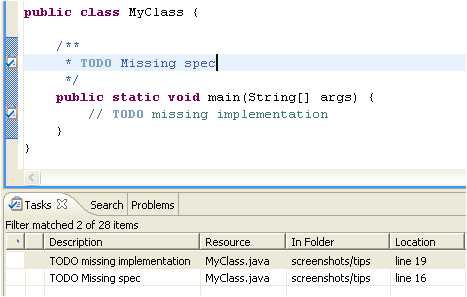 public class MyClass {
/**
* TODO Missing spec
*/
public static void main(String[] args) {
// TODO missing implementation
}
}
Tasks Search Problems
Filter matched 2 of 28 items
Description Resource In Folder Location
TODO missing implementation MyClass.java screenshots/tips line 19
TODO Missing spec MyClass.java screenshots/tips line 16